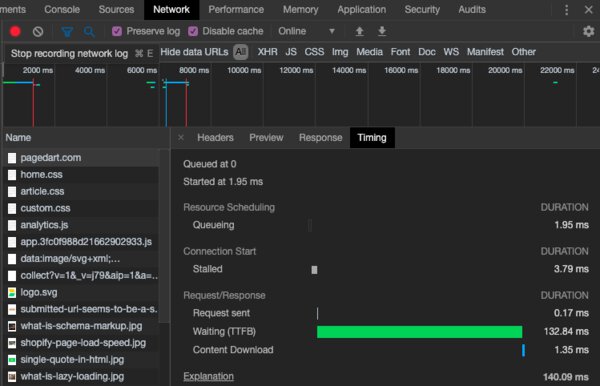 ments Console Sources Network Performance Memory Application Security Audits
Preserve log Disable cache Online
Stop recording network log ⌘ E Hide data URLs All XHR JS CSS Img Media Font Doc WS Manifest Other
2000 ms 4000 ms 6000 ms 8000 ms 10000 ms 12000 ms 14000 ms 16000 ms 18000 ms 20000 ms 22000 ms 24
Name × Headers Preview Response Timing
pagedart.com
home.css
article.css
custom.css
analytics.js
app.3fc0f988d21662902933.js
data:image/svg+xml;…
collect?v=1&_v=j79&aip=1&a=…
logo.svg
submitted-url-seems-to-be-a-s…
what-is-schema-markup.jpg
shopify-page-load-speed.jpg
single-quote-in-html.jpg
what-is-lazy-loading.jpg
Queued at 0
Started at 1.95 ms
Resource Scheduling DURATION
Queueing 1.95 ms
Connection Start DURATION
Stalled 3.79 ms
Request/Response DURATION
Request sent 0.17 ms
Waiting (TTFB) 132.84 ms
Content Download 1.35 ms
Explanation 140.09 ms